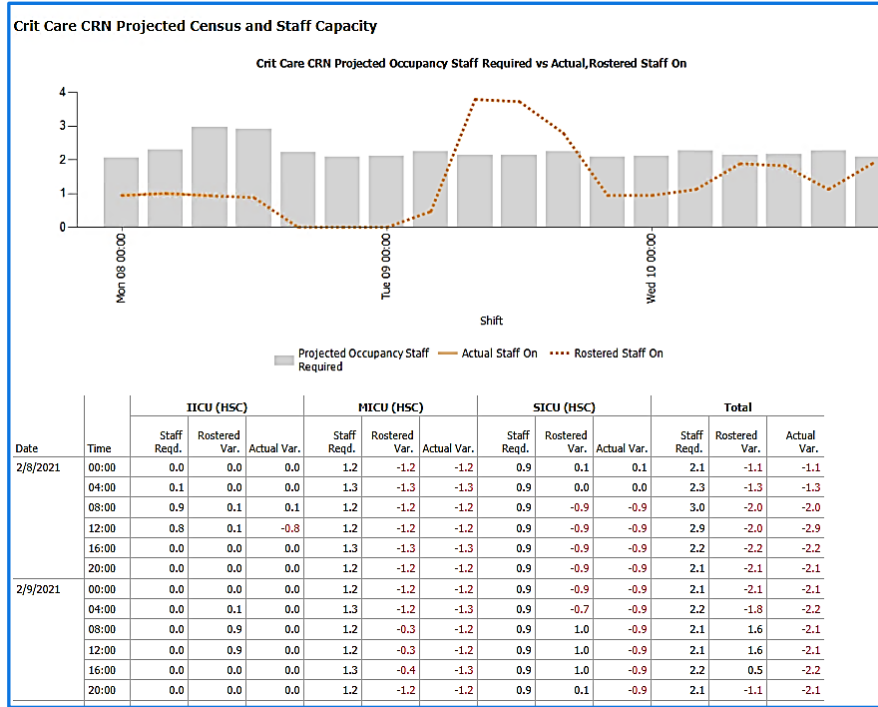 Crit Care CRN Projected Census and Staff Capacity
Crit Care CRN Projected Occupancy Staff Required vs Actual,Rostered Staff On
4
3
2
1
0
Mon 08 00:00
Tue 09 00:00
Wed 10 00:00
Shift
Projected Occupancy Staff Required
Actual Staff On
Rostered Staff On
IICU (HSC) MICU (HSC) SICU (HSC) Total
Date Time Staff Reqd. Rostered Var. Actual Var. Staff Reqd. Rostered Var. Actual Var. Staff Reqd. Rostered Var. Actual Var. Staff Reqd. Rostered Var. Actual Var.
2/8/2021 00:00 0.0 0.0 0.0 1.2 -1.2 -1.2 0.9 0.1 0.1 2.1 -1.1 -1.1
04:00 0.1 0.0 0.0 1.3 -1.3 -1.3 0.9 0.0 0.0 2.3 -1.3 -1.3
08:00 0.9 0.1 0.1 1.2 -1.2 -1.2 0.9 -0.9 -0.9 3.0 -2.0 -2.0
12:00 0.8 0.1 -0.8 1.2 -1.2 -1.2 0.9 -0.9 -0.9 2.9 -2.0 -2.9
16:00 0.0 0.0 0.0 1.3 -1.3 -1.3 0.9 -0.9 -0.9 2.2 -2.2 -2.2
20:00 0.0 0.0 0.0 1.2 -1.2 -1.2 0.9 -0.9 -0.9 2.1 -2.1 -2.1
2/9/2021 00:00 0.0 0.0 0.0 1.2 -1.2 -1.2 0.9 -0.9 -0.9 2.1 -2.1 -2.1
04:00 0.0 0.1 0.0 1.3 -1.2 -1.3 0.9 -0.7 -0.9 2.2 -1.8 -2.2
08:00 0.0 0.9 0.0 1.2 -0.3 -1.2 0.9 1.0 -0.9 2.1 1.6 -2.1
12:00 0.0 0.9 0.0 1.2 -0.3 -1.2 0.9 1.0 -0.9 2.1 1.6 -2.1
16:00 0.0 0.0 0.0 1.3 -0.4 -1.3 0.9 1.0 -0.9 2.2 0.5 -2.2
20:00 0.0 0.0 0.0 1.2 -1.2 -1.2 0.9 0.1 -0.9 2.1 -1.1 -2.1